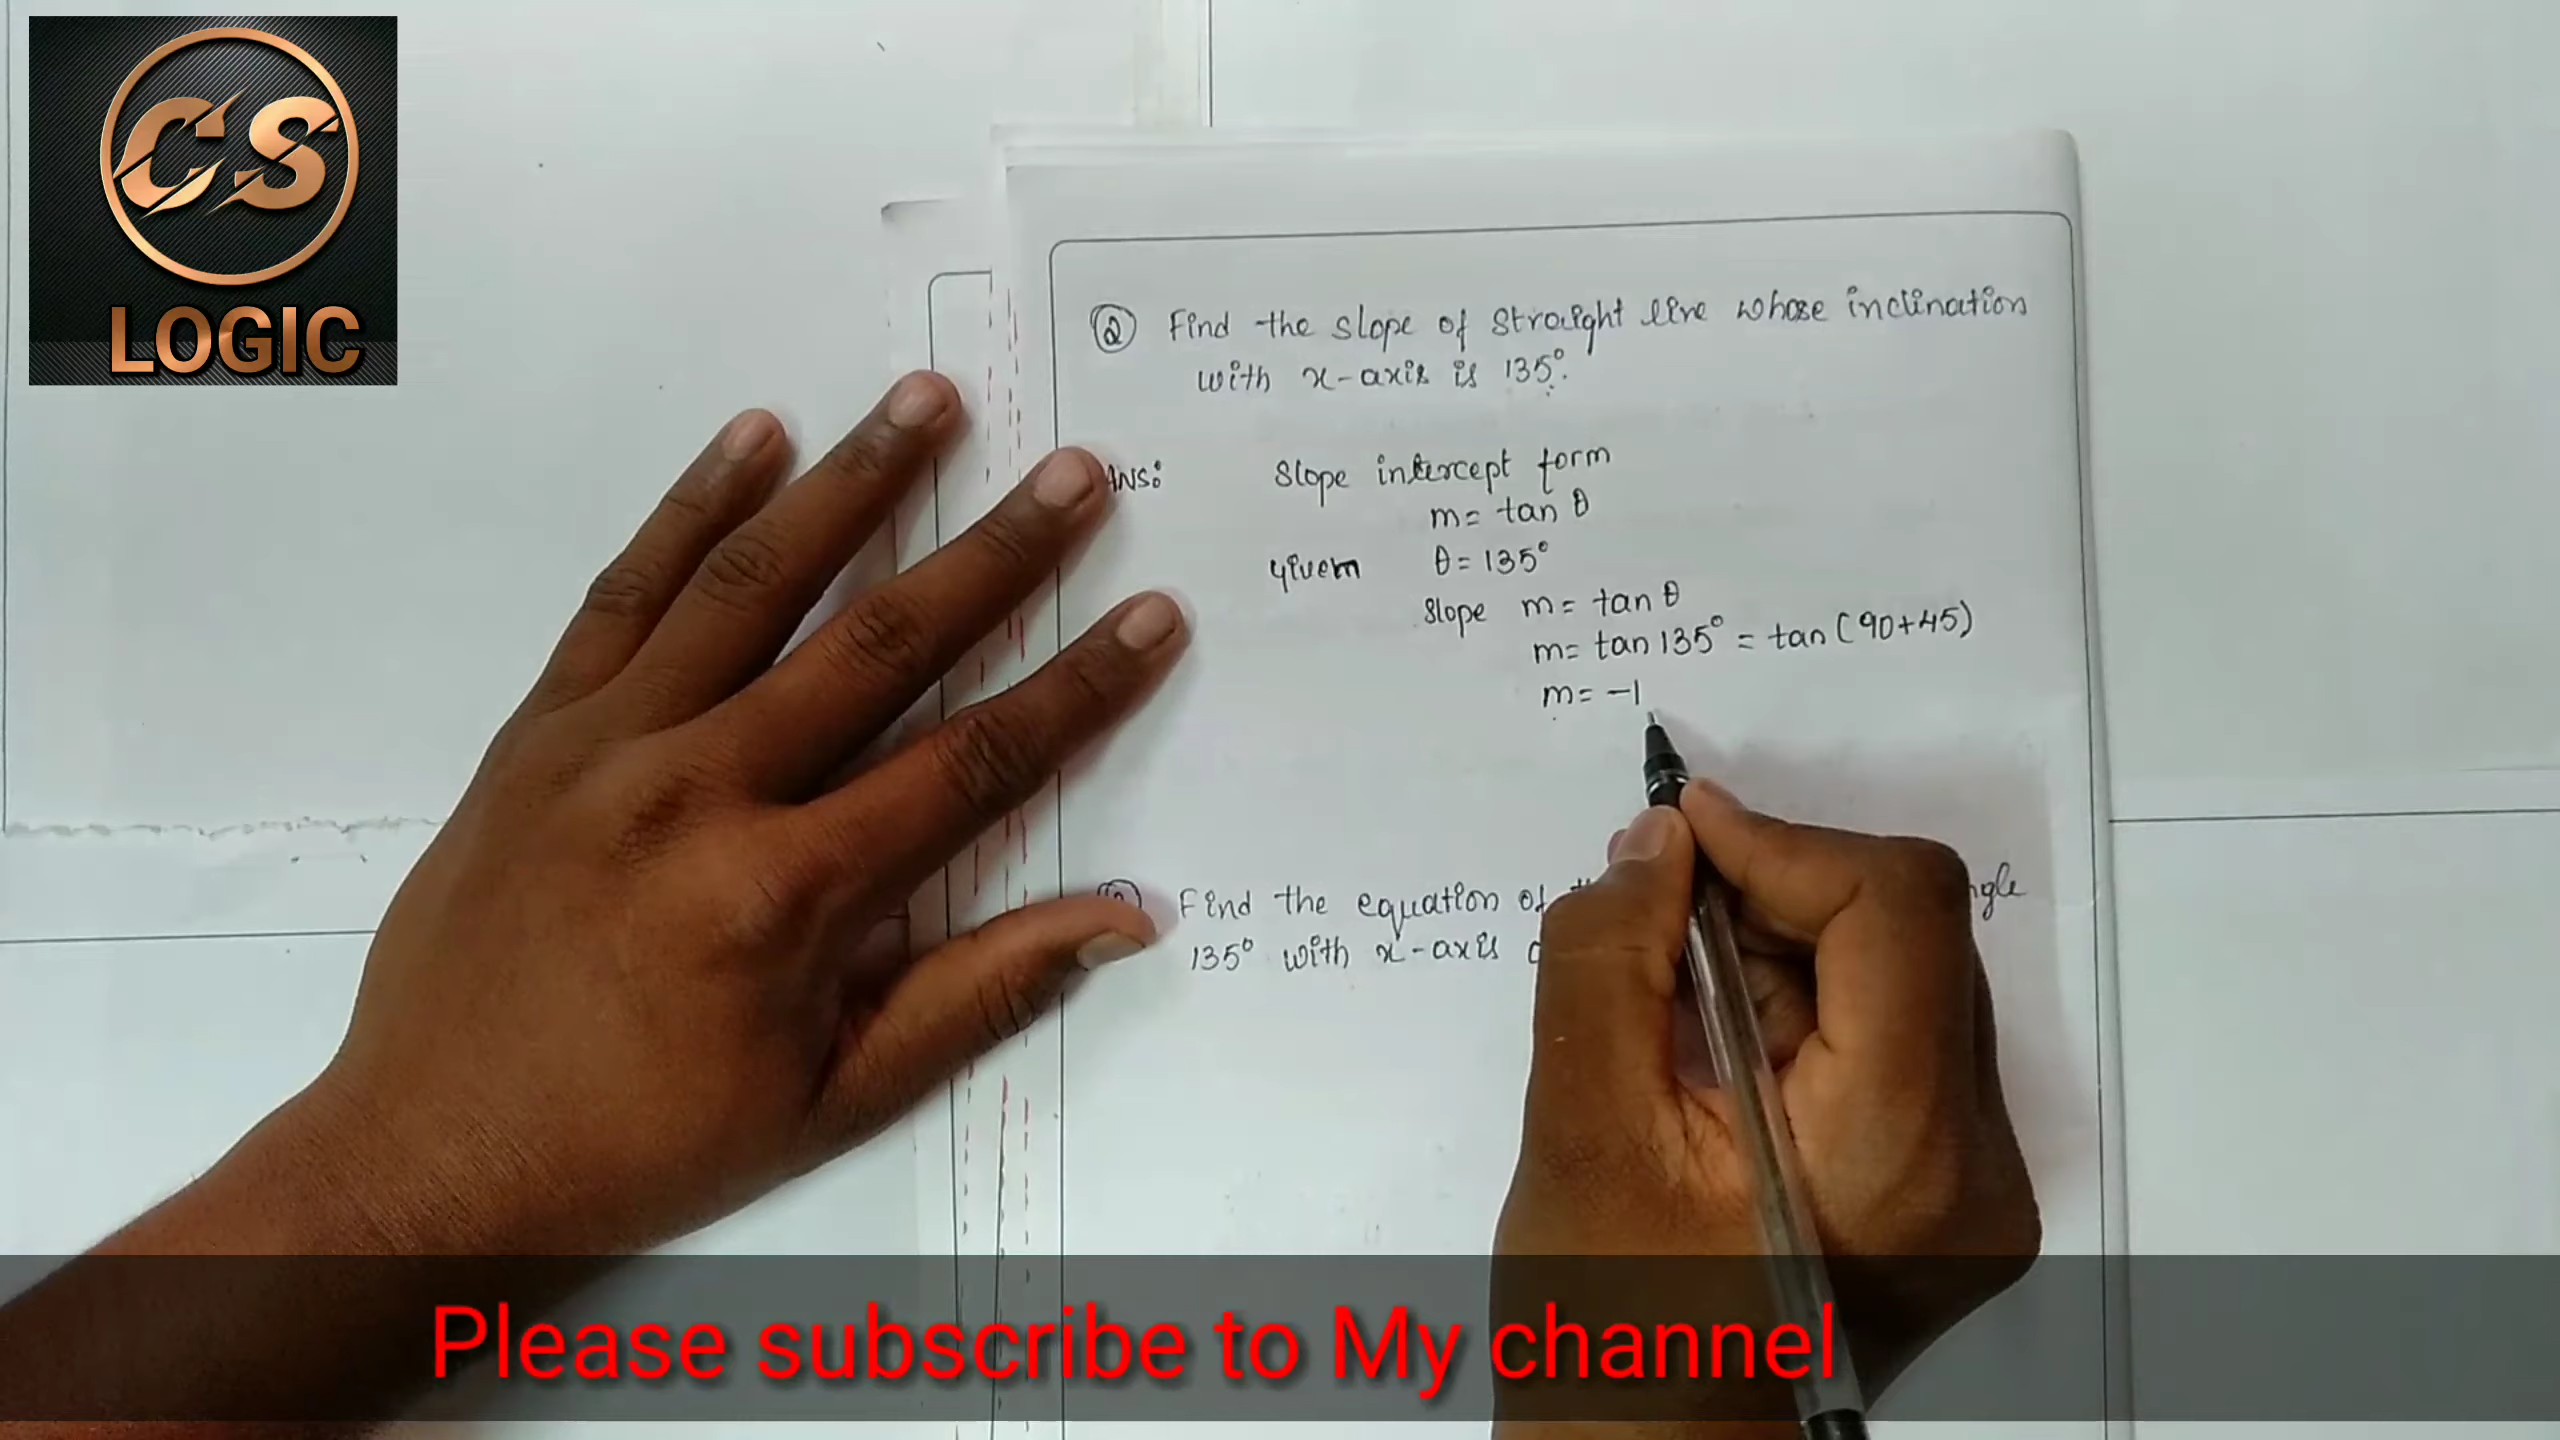 CS
LOGIC
② Find the slope of straight line whose inclination
with x-axis is 135°.
ANS: Slope intercept form
m = tan θ
Given θ = 135°
Slope m = tan θ
m = tan 135° = tan (90+45)
m = -1
Find the equation of
135° with x-axis
Please subscribe to My channel